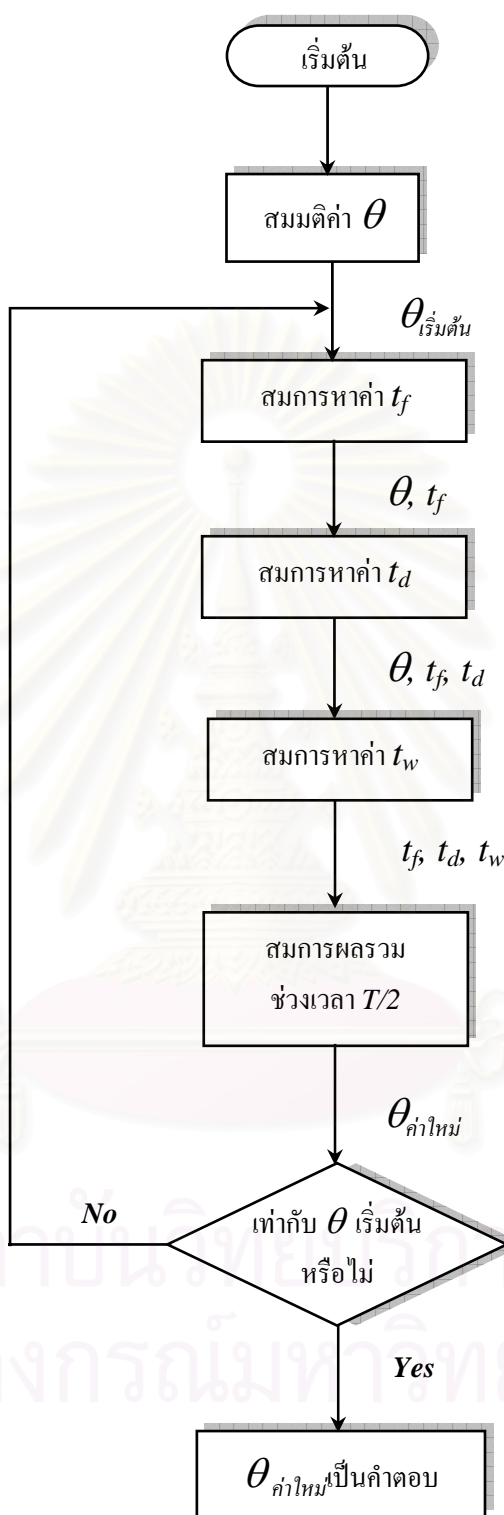 เริ่มต้น
สมมติค่า θ
θเริ่มต้น
สมการหาค่า tf
θ, tf
สมการหาค่า td
θ, tf, td
สมการหาค่า tw
tf, td, tw
สมการผลรวม
ช่วงเวลา T/2
θค่าใหม่
No
เท่ากับ θ เริ่มต้น
หรือไม่
Yes
θค่าใหม่เป็นคำตอบ